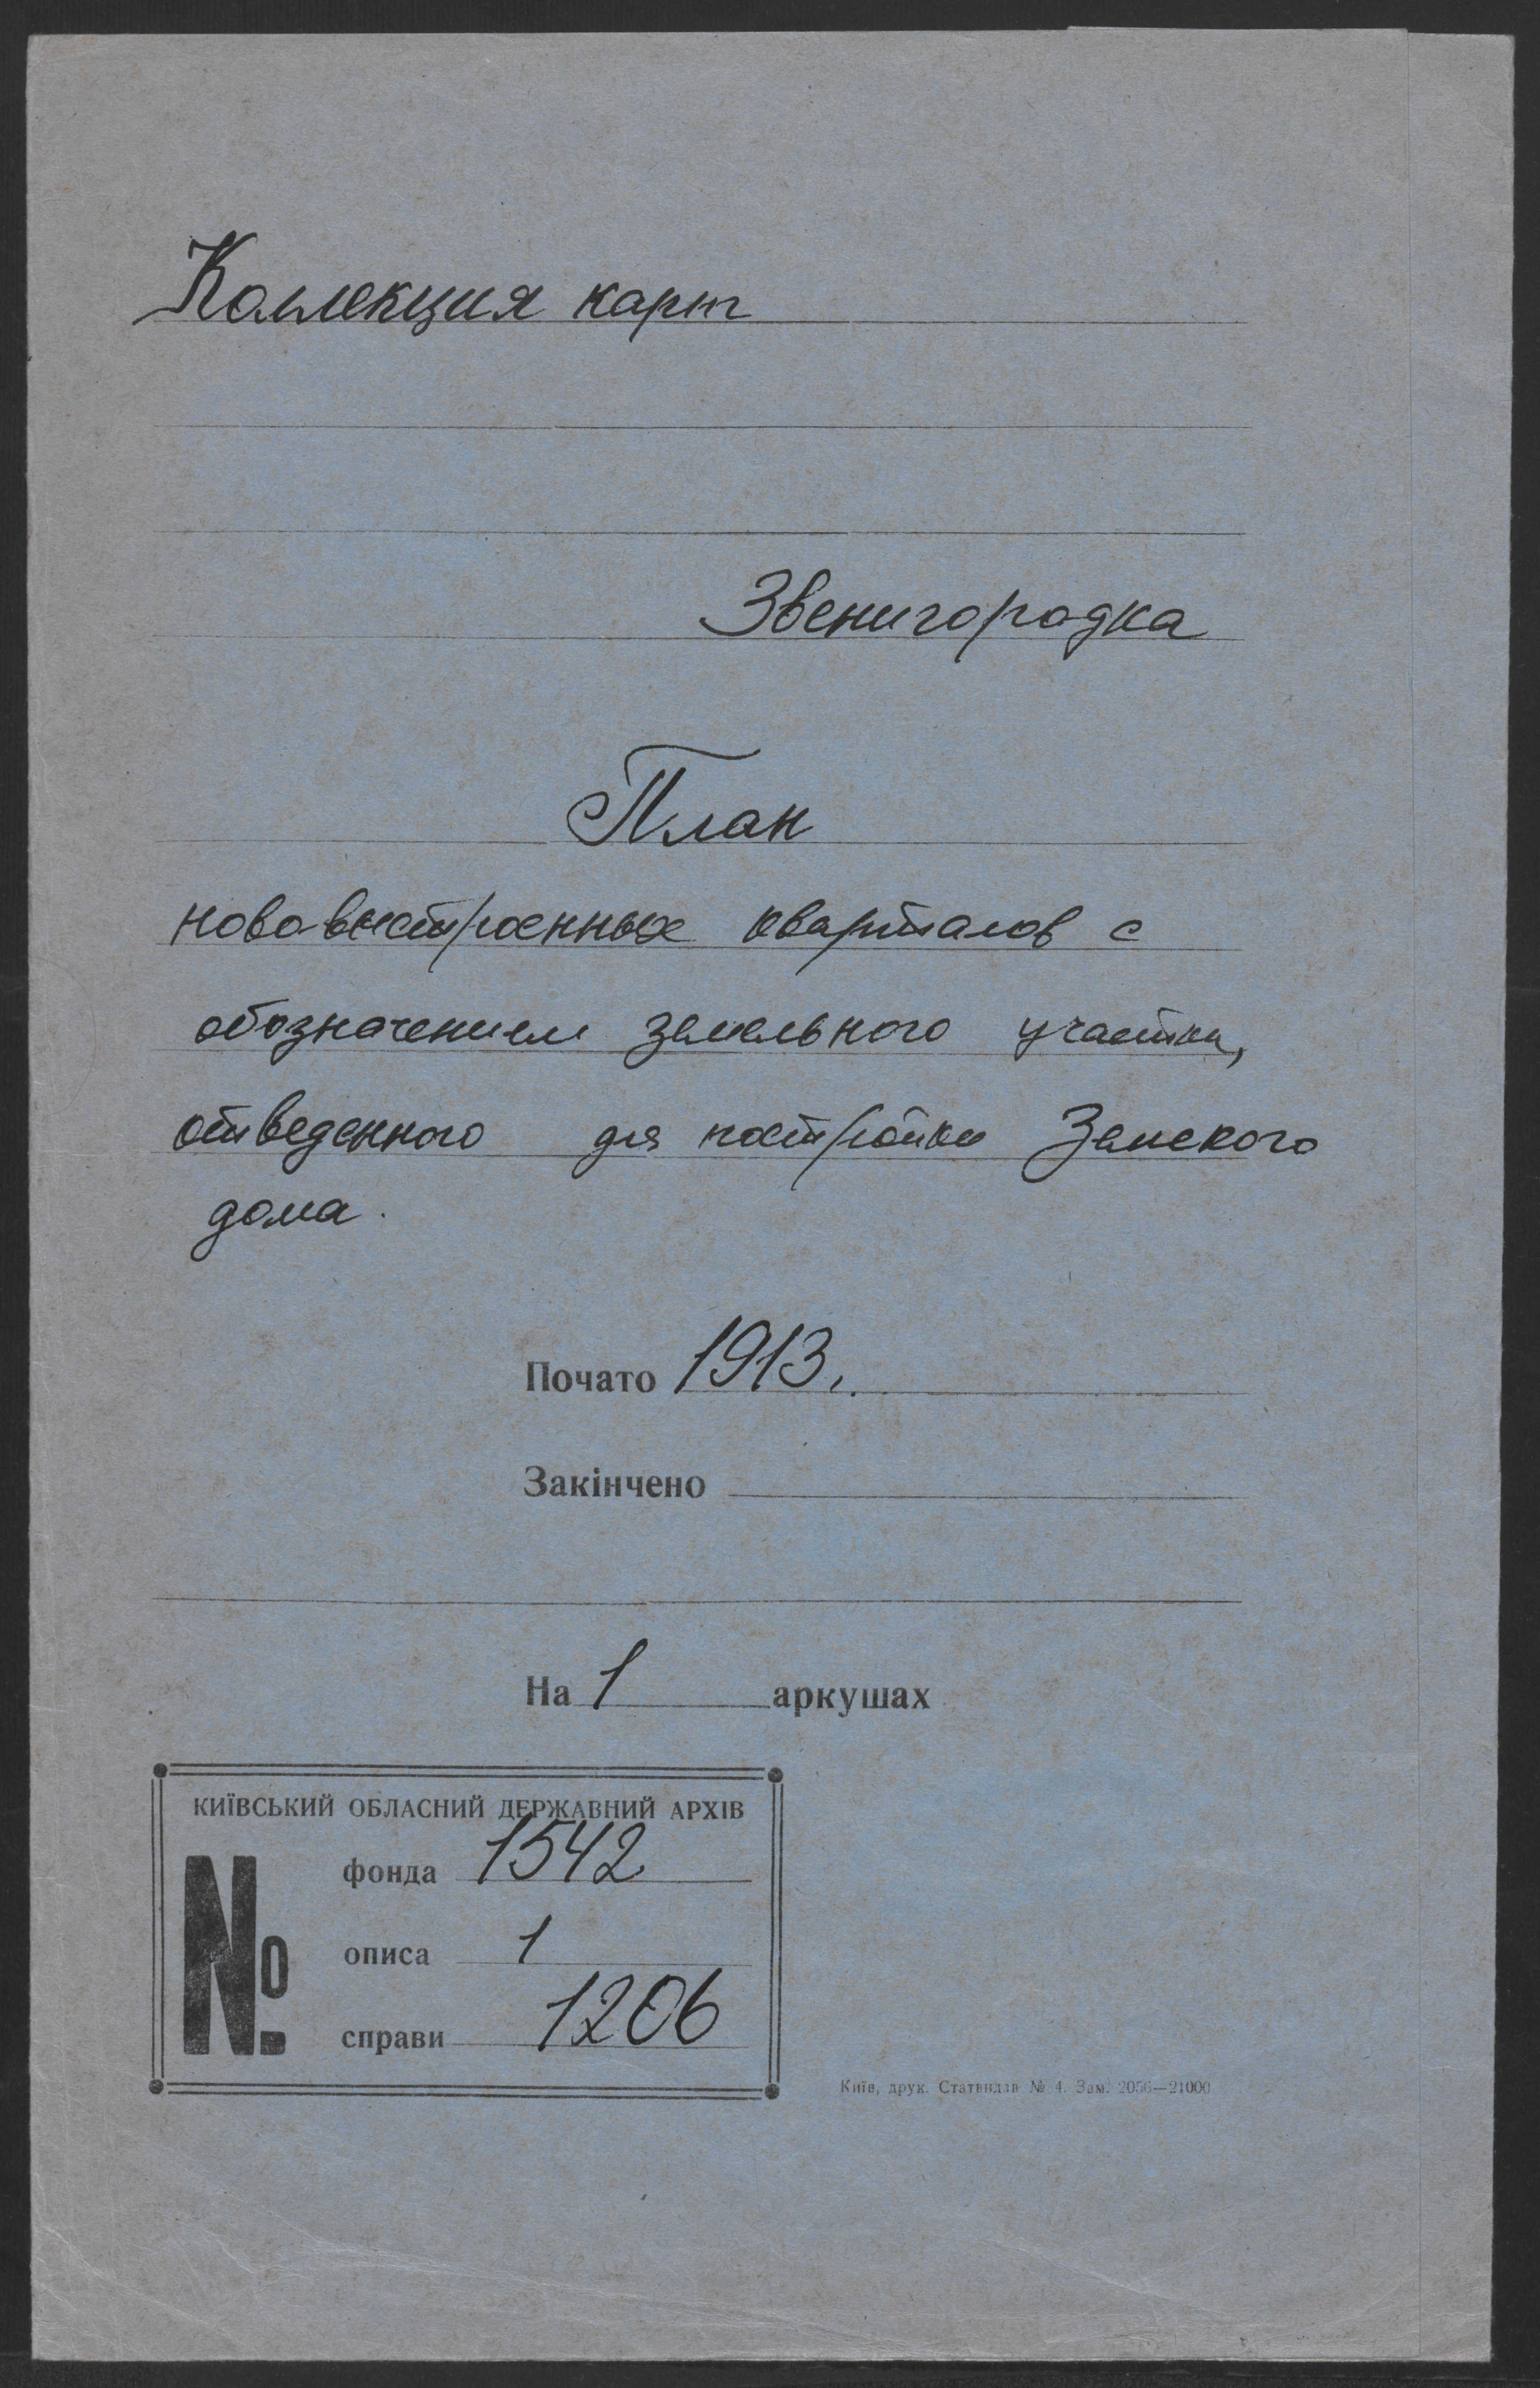 Коллекция карт
Звенигородка
План
ново-выстроенных кварталов с
обозначением земельного участка,
отведенного для постройки Земского
дома.
Почато 1913.
Закінчено
На 1 аркушах
КИЇВСЬКИЙ ОБЛАСНИЙ ДЕРЖАВНИЙ АРХІВ
№
фонда 1542
описа 1
справи 1206
Київ, друк. Статвидав № 4. Зам. 2056—21000